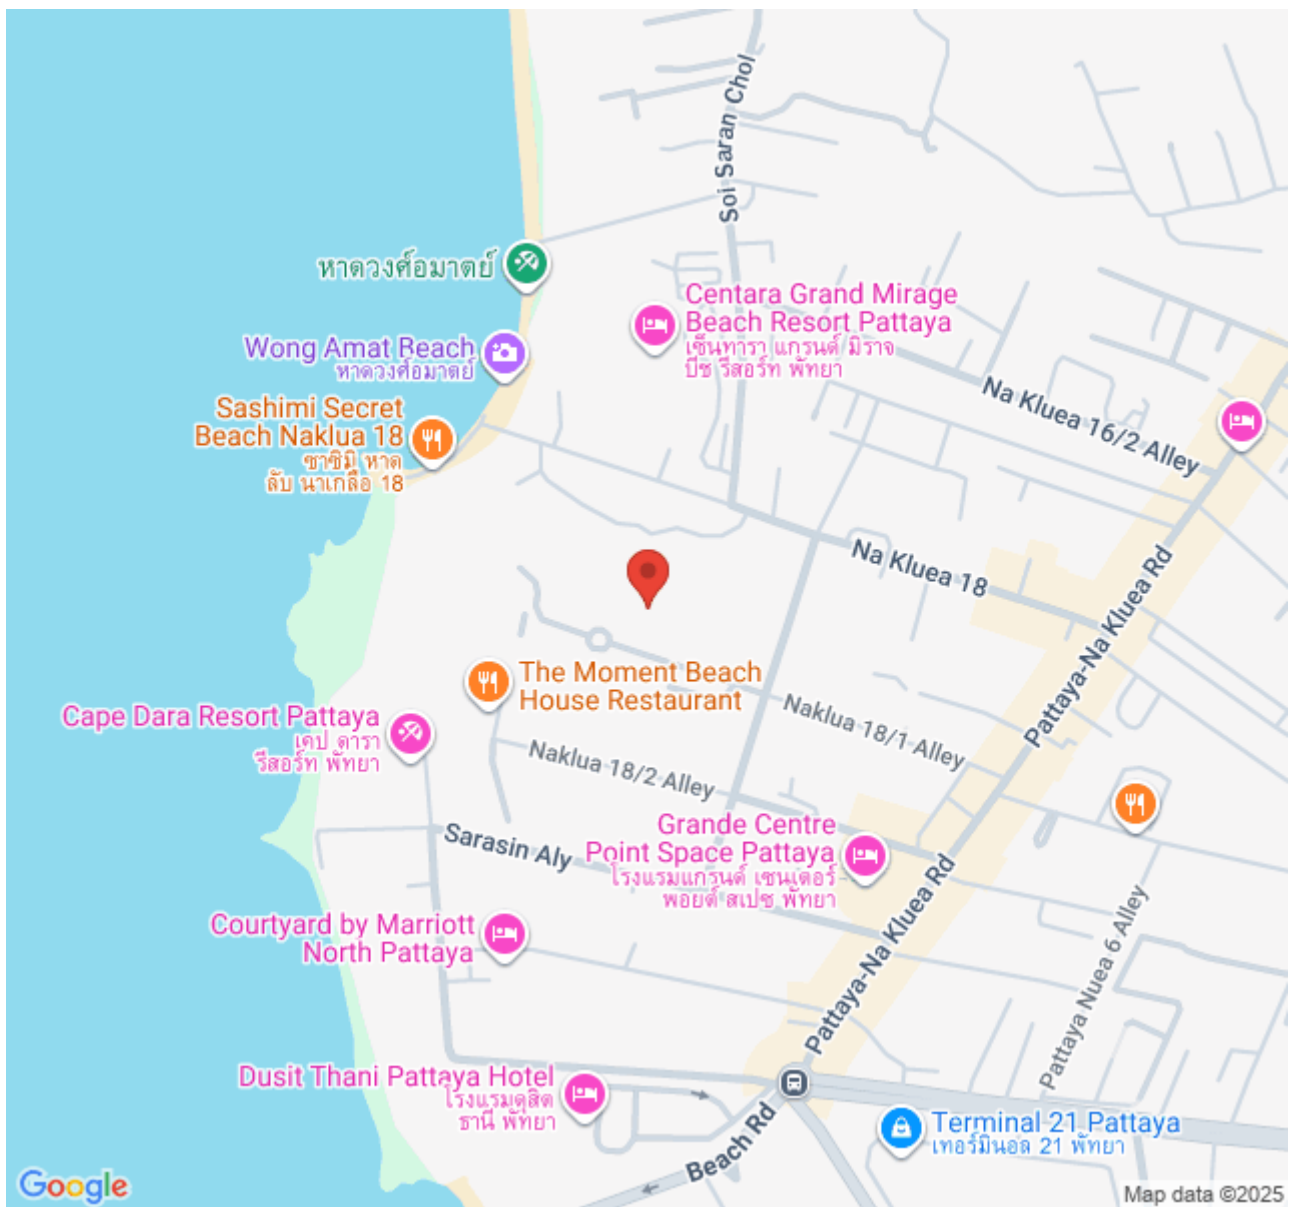 Soi Saran Chol
หาดวงศ์อมาตย์
Centara Grand Mirage
Beach Resort Pattaya
เซ็นทารา แกรนด์ มิราจ
บีช รีสอร์ท พัทยา
Wong Amat Beach
หาดวงศ์อมาตย์
Sashimi Secret
Beach Naklua 18
ซาซิมิ หาด
ลับ นาเกลือ 18
Na Kluea 16/2 Alley
Na Kluea 18
Pattaya-Na Kluea Rd
The Moment Beach
House Restaurant
Cape Dara Resort Pattaya
เคป ดารา
รีสอร์ท พัทยา
Naklua 18/1 Alley
Naklua 18/2 Alley
Grande Centre
Point Space Pattaya
โรงแรมแกรนด์ เซนเตอร์
พอยต์ สเปซ พัทยา
Sarasin Aly
Courtyard by Marriott
North Pattaya
Pattaya-Na Kluea Rd
Pattaya Nuea 6 Alley
Dusit Thani Pattaya Hotel
โรงแรมดุสิต
ธานี พัทยา
Beach Rd
Terminal 21 Pattaya
เทอร์มินอล 21 พัทยา
Google
Map data ©2025